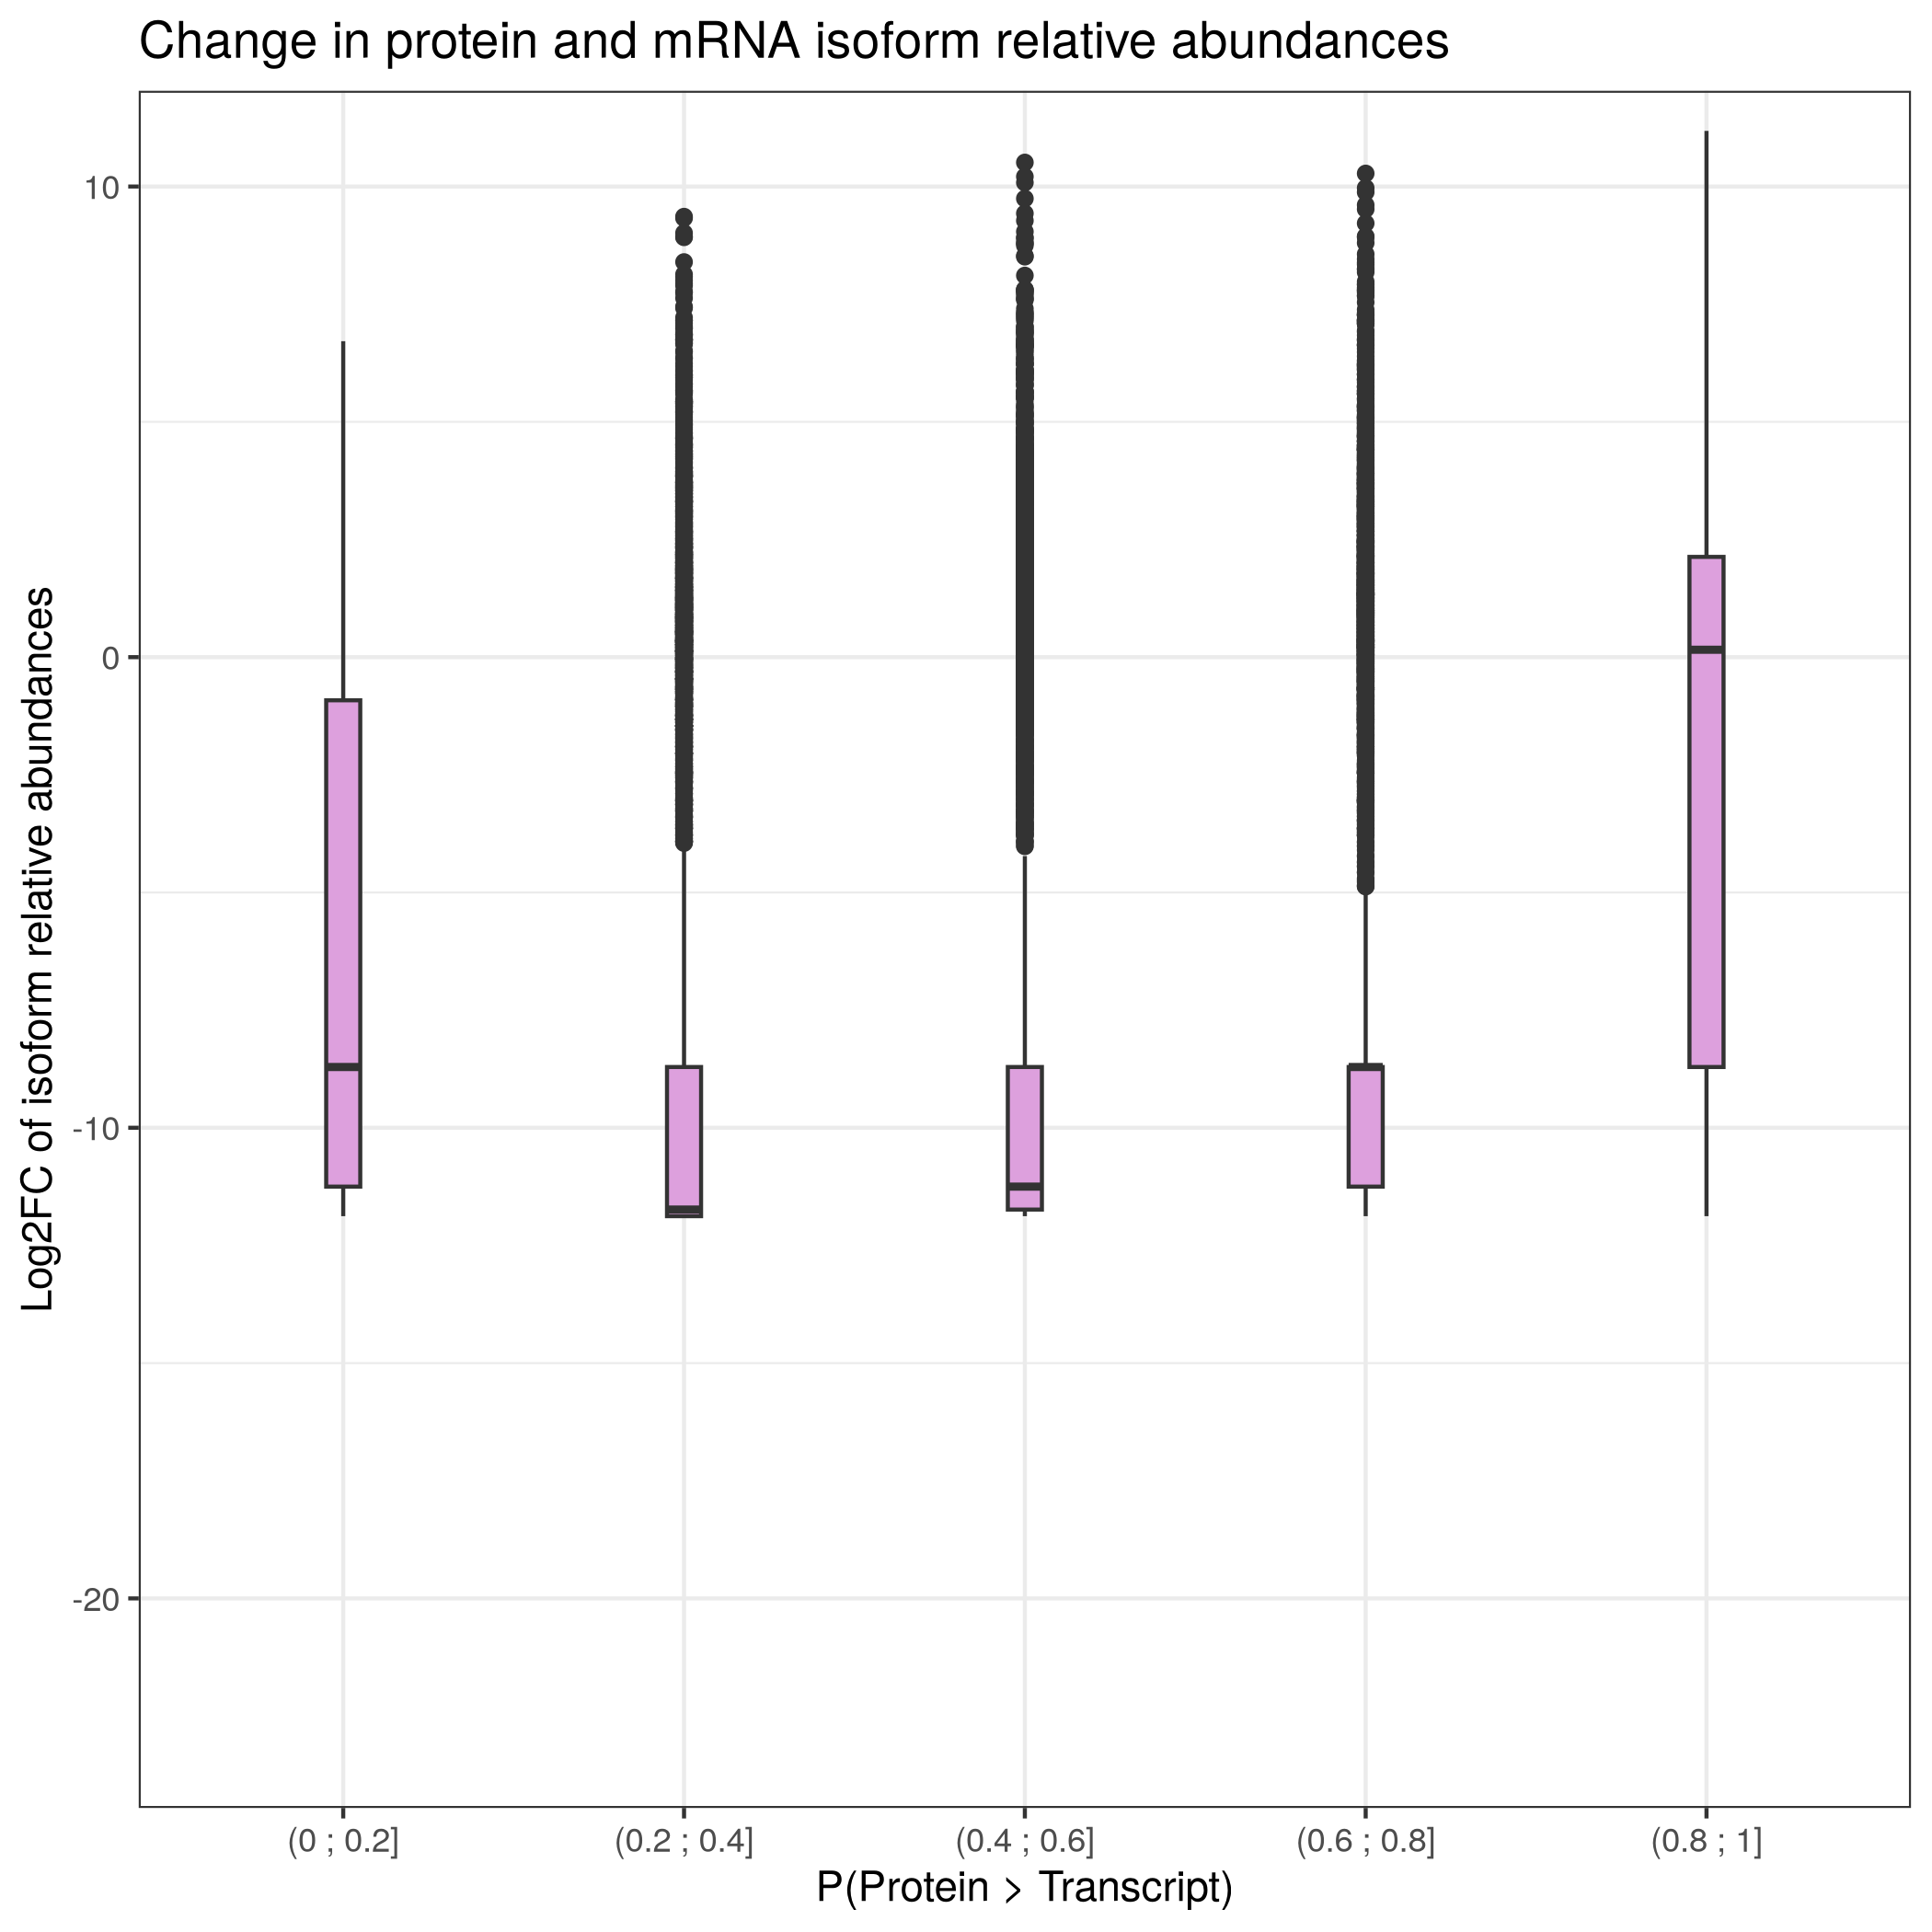 Change in protein and mRNA isoform relative abundances
Log2FC of isoform relative abundances
10
0
-10
-20
(0 ; 0.2]
(0.2 ; 0.4]
(0.4 ; 0.6]
(0.6 ; 0.8]
(0.8 ; 1]
P(Protein > Transcript)